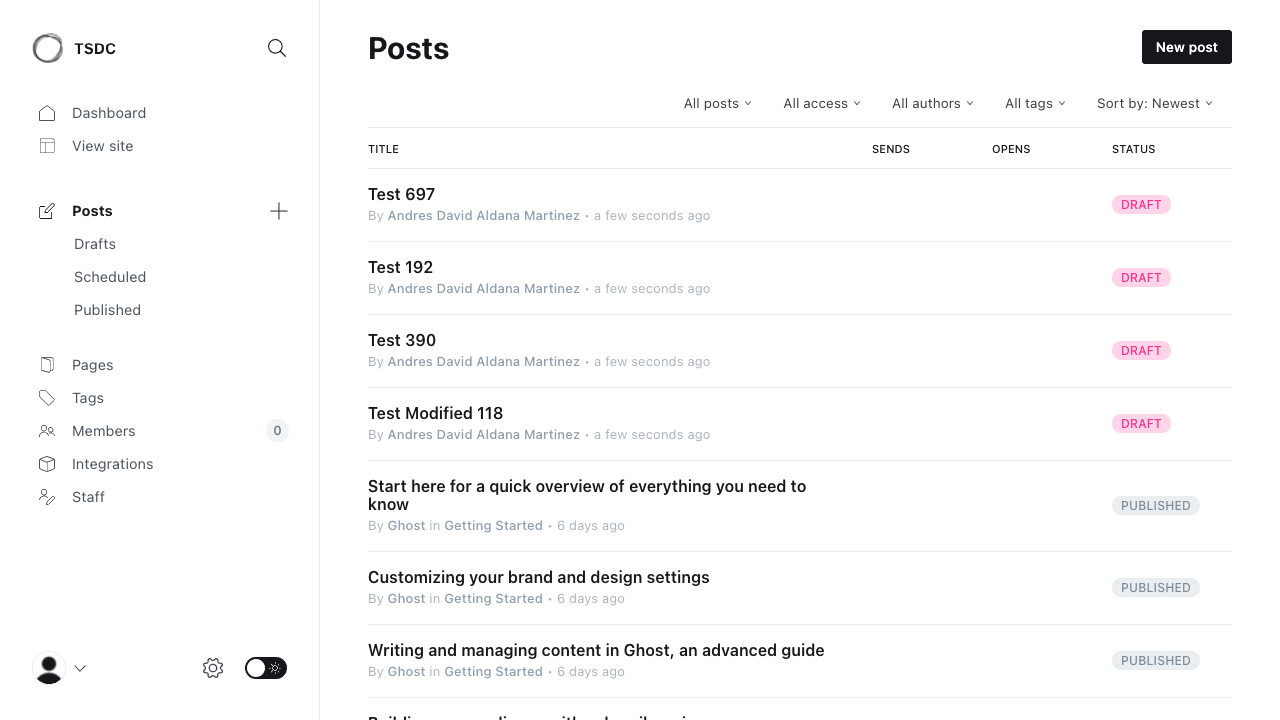 TSDC
Dashboard
View site
Posts
Drafts
Scheduled
Published
Pages
Tags
Members 0
Integrations
Staff
Posts
New post
All posts All access All authors All tags Sort by: Newest
TITLE SENDS OPENS STATUS
Test 697
By Andres David Aldana Martinez • a few seconds ago
DRAFT
Test 192
By Andres David Aldana Martinez • a few seconds ago
DRAFT
Test 390
By Andres David Aldana Martinez • a few seconds ago
DRAFT
Test Modified 118
By Andres David Aldana Martinez • a few seconds ago
DRAFT
Start here for a quick overview of everything you need to
know
By Ghost in Getting Started • 6 days ago
PUBLISHED
Customizing your brand and design settings
By Ghost in Getting Started • 6 days ago
PUBLISHED
Writing and managing content in Ghost, an advanced guide
By Ghost in Getting Started • 6 days ago
PUBLISHED